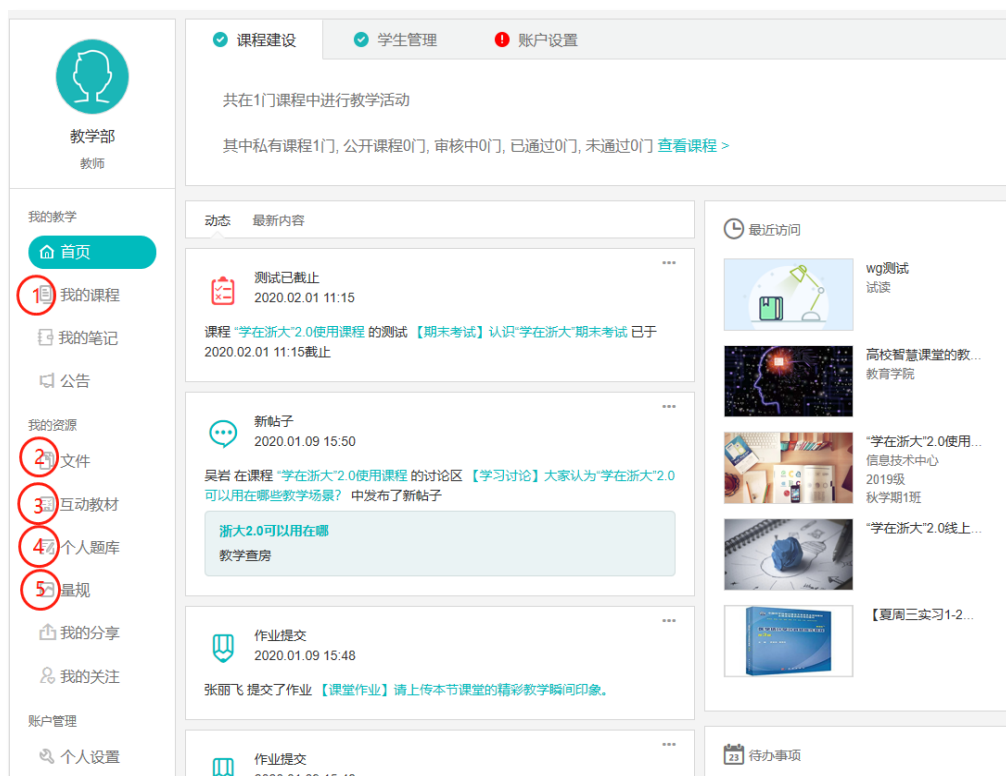 课程建设
学生管理
账户设置
共在1门课程中进行教学活动
其中私有课程1门, 公开课程0门, 审核中0门, 已通过0门, 未通过0门 查看课程 >
教学部
教师
我的教学
首页
1
我的课程
我的笔记
公告
我的资源
2
文件
3
互动教材
4
个人题库
5
量规
我的分享
我的关注
账户管理
个人设置
动态
最新内容
测试已截止
2020.02.01 11:15
课程 “学在浙大”2.0使用课程 的测试 【期末考试】认识“学在浙大”期末考试 已于
2020.02.01 11:15截止
新帖子
2020.01.09 15:50
吴岩 在课程 “学在浙大”2.0使用课程 的讨论区 【学习讨论】大家认为“学在浙大”2.0
可以用在哪些教学场景？ 中发布了新帖子
浙大2.0可以用在哪
教学查房
作业提交
2020.01.09 15:48
张丽飞 提交了作业 【课堂作业】请上传本节课堂的精彩教学瞬间印象。
作业提交
最近访问
wg测试
试读
高校智慧课堂的教...
教育学院
“学在浙大”2.0使用...
信息技术中心
2019级
秋学期1班
“学在浙大”2.0线上...
【夏周三实习1-2...
23
待办事项